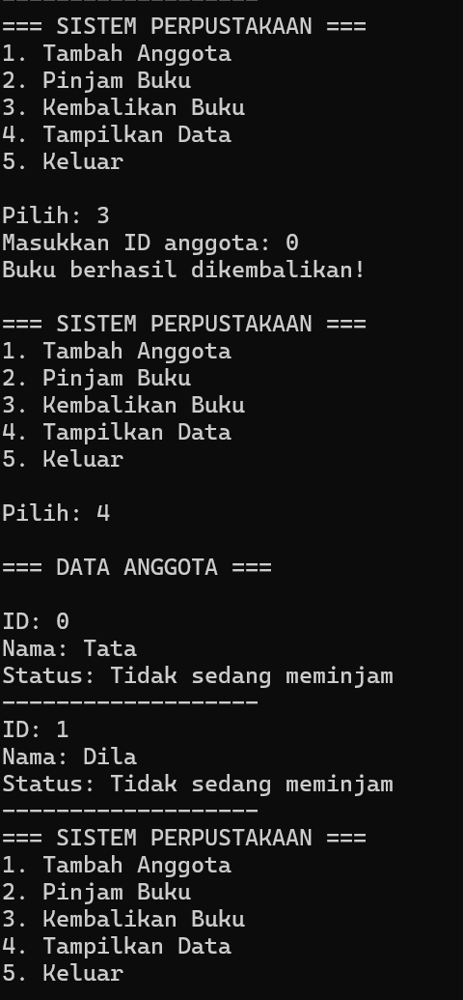 === SISTEM PERPUSTAKAAN ===
1. Tambah Anggota
2. Pinjam Buku
3. Kembalikan Buku
4. Tampilkan Data
5. Keluar
Pilih: 3
Masukkan ID anggota: 0
Buku berhasil dikembalikan!
=== SISTEM PERPUSTAKAAN ===
1. Tambah Anggota
2. Pinjam Buku
3. Kembalikan Buku
4. Tampilkan Data
5. Keluar
Pilih: 4
=== DATA ANGGOTA ===
ID: 0
Nama: Tata
Status: Tidak sedang meminjam
-------------------
ID: 1
Nama: Dila
Status: Tidak sedang meminjam
-------------------
=== SISTEM PERPUSTAKAAN ===
1. Tambah Anggota
2. Pinjam Buku
3. Kembalikan Buku
4. Tampilkan Data
5. Keluar